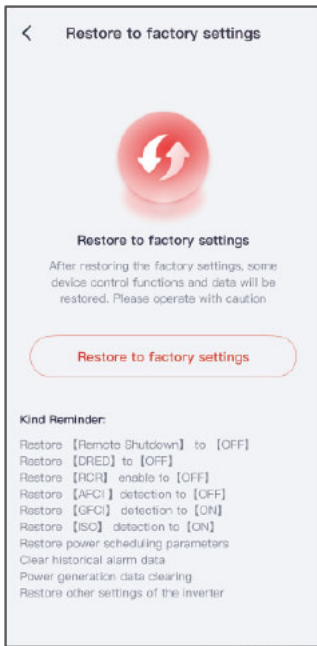 Restore to factory settings
Restore to factory settings
After restoring the factory settings, some
device control functions and data will be
restored. Please operate with caution
Restore to factory settings
Kind Reminder:
Restore 【Remote Shutdown】 to 【OFF】
Restore 【DRED】 to 【OFF】
Restore 【RCR】 enable to 【OFF】
Restore 【AFCI 】 detection to 【OFF】
Restore 【GFCI】 detection to 【ON】
Restore 【ISO】 detection to 【ON】
Restore power scheduling parameters
Clear historical alarm data
Power generation data clearing
Restore other settings of the inverter